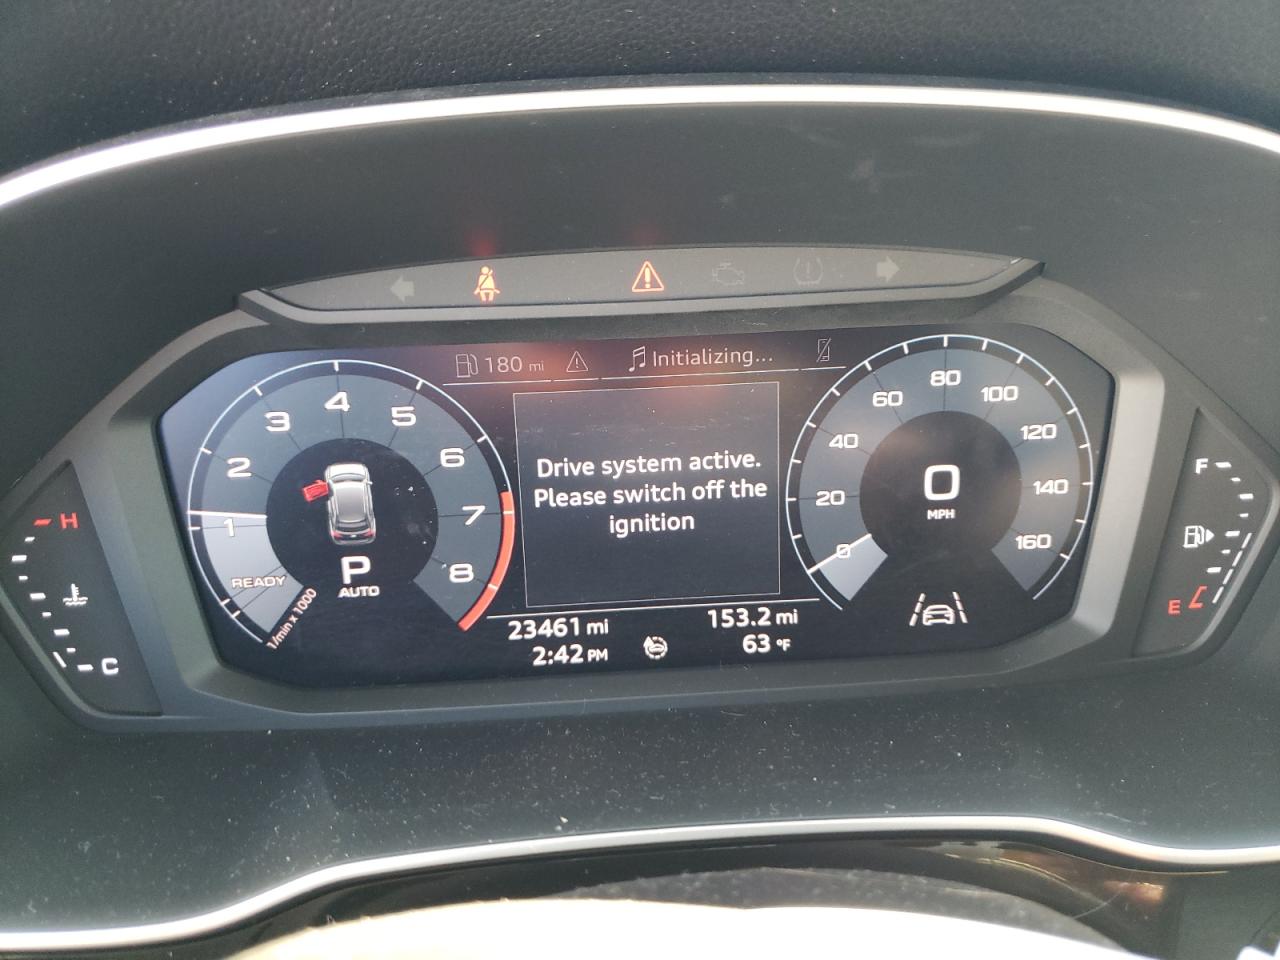 180 mi
Initializing...
1
2
3
4
5
6
7
8
READY
1/min x 1000
P
AUTO
Drive system active.
Please switch off the
ignition
0
20
40
60
80
100
120
140
160
0
MPH
23461 mi
2:42 PM
153.2 mi
63 °F
H
C
F
E